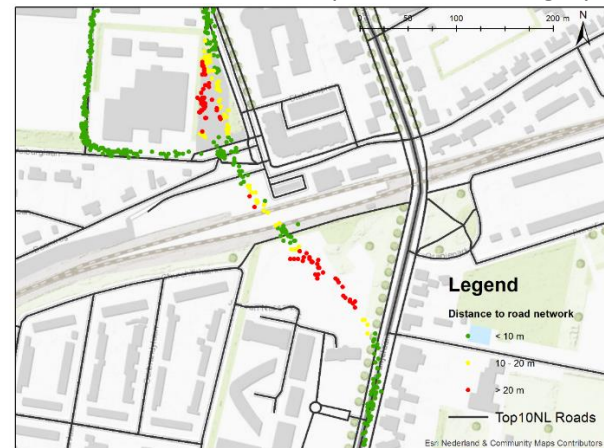 0 50 100 200 m
N
Legend
Distance to road network
< 10 m
10 - 20 m
> 20 m
Top10NL Roads
Esri Nederland & Community Maps Contributors